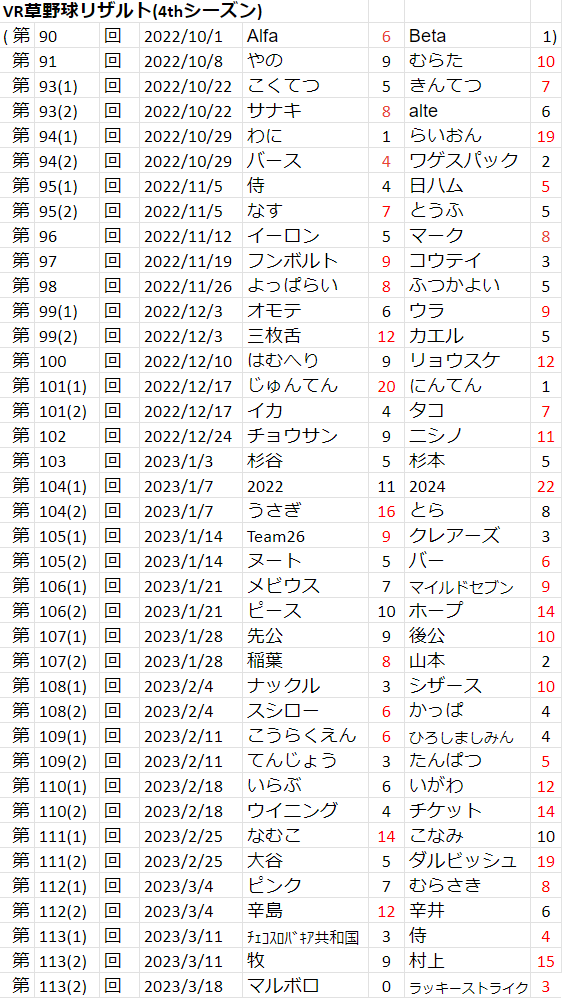 VR草野球リザルト(4thシーズン)
( 第 90 回 2022/10/1 Alfa 6 Beta 1)
第 91 回 2022/10/8 やの 9 むらた 10
第 93(1) 回 2022/10/22 こくてつ 5 きんてつ 7
第 93(2) 回 2022/10/22 サナキ 8 alte 6
第 94(1) 回 2022/10/29 わに 1 らいおん 19
第 94(2) 回 2022/10/29 バース 4 ワゲスパック 2
第 95(1) 回 2022/11/5 侍 4 日ハム 5
第 95(2) 回 2022/11/5 なす 7 とうふ 5
第 96 回 2022/11/12 イーロン 5 マーク 8
第 97 回 2022/11/19 フンボルト 9 コウテイ 3
第 98 回 2022/11/26 よっぱらい 8 ふつかよい 5
第 99(1) 回 2022/12/3 オモテ 6 ウラ 9
第 99(2) 回 2022/12/3 三枚舌 12 カエル 5
第 100 回 2022/12/10 はむへり 9 リョウスケ 12
第 101(1) 回 2022/12/17 じゅんてん 20 にんてん 1
第 101(2) 回 2022/12/17 イカ 4 タコ 7
第 102 回 2022/12/24 チョウサン 9 ニシノ 11
第 103 回 2023/1/3 杉谷 5 杉本 5
第 104(1) 回 2023/1/7 2022 11 2024 22
第 104(2) 回 2023/1/7 うさぎ 16 とら 8
第 105(1) 回 2023/1/14 Team26 9 クレアーズ 3
第 105(2) 回 2023/1/14 ヌート 5 バー 6
第 106(1) 回 2023/1/21 メビウス 7 マイルドセブン 9
第 106(2) 回 2023/1/21 ピース 10 ホープ 14
第 107(1) 回 2023/1/28 先公 9 後公 10
第 107(2) 回 2023/1/28 稲葉 8 山本 2
第 108(1) 回 2023/2/4 ナックル 3 シザース 10
第 108(2) 回 2023/2/4 スシロー 6 かっぱ 4
第 109(1) 回 2023/2/11 こうらくえん 6 ひろしましみん 4
第 109(2) 回 2023/2/11 てんじょう 3 たんぱつ 5
第 110(1) 回 2023/2/18 いらぶ 6 いがわ 12
第 110(2) 回 2023/2/18 ウイニング 4 チケット 14
第 111(1) 回 2023/2/25 なむこ 14 こなみ 10
第 111(2) 回 2023/2/25 大谷 5 ダルビッシュ 19
第 112(1) 回 2023/3/4 ピンク 7 むらさき 8
第 112(2) 回 2023/3/4 辛島 12 辛井 6
第 113(1) 回 2023/3/11 ﾁｪｺｽﾛﾊﾞｷｱ共和国 3 侍 4
第 113(2) 回 2023/3/11 牧 9 村上 15
第 113(2) 回 2023/3/18 マルボロ 0 ラッキーストライク 3